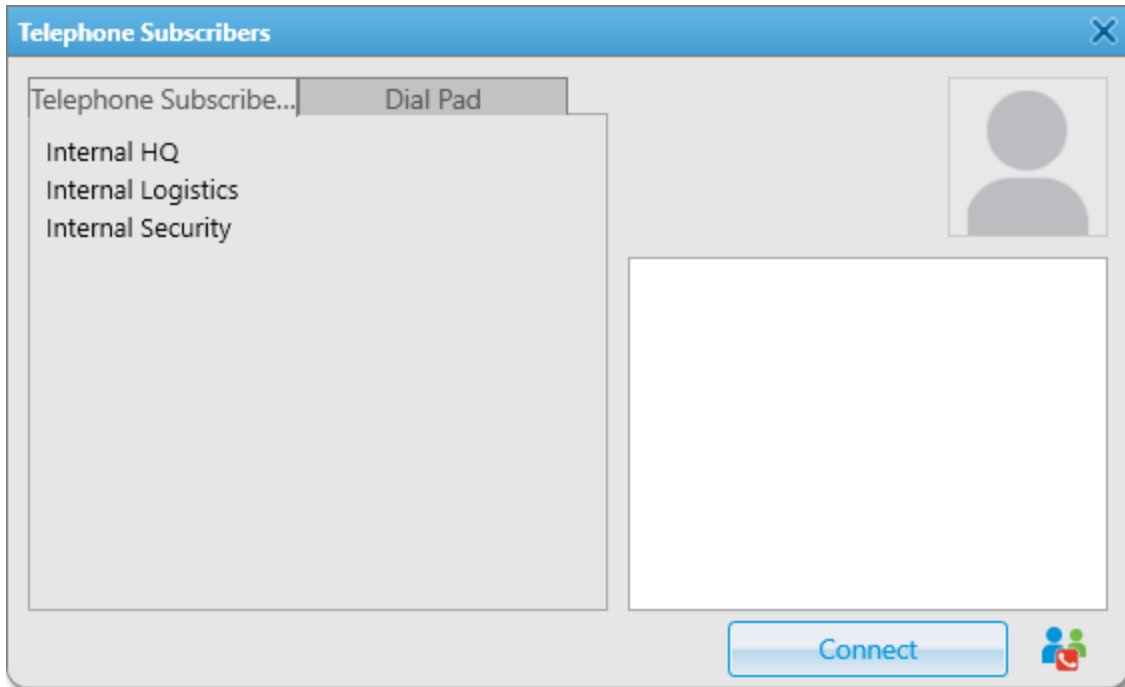 Telephone Subscribers
Telephone Subscribe...
Dial Pad
Internal HQ
Internal Logistics
Internal Security
Connect